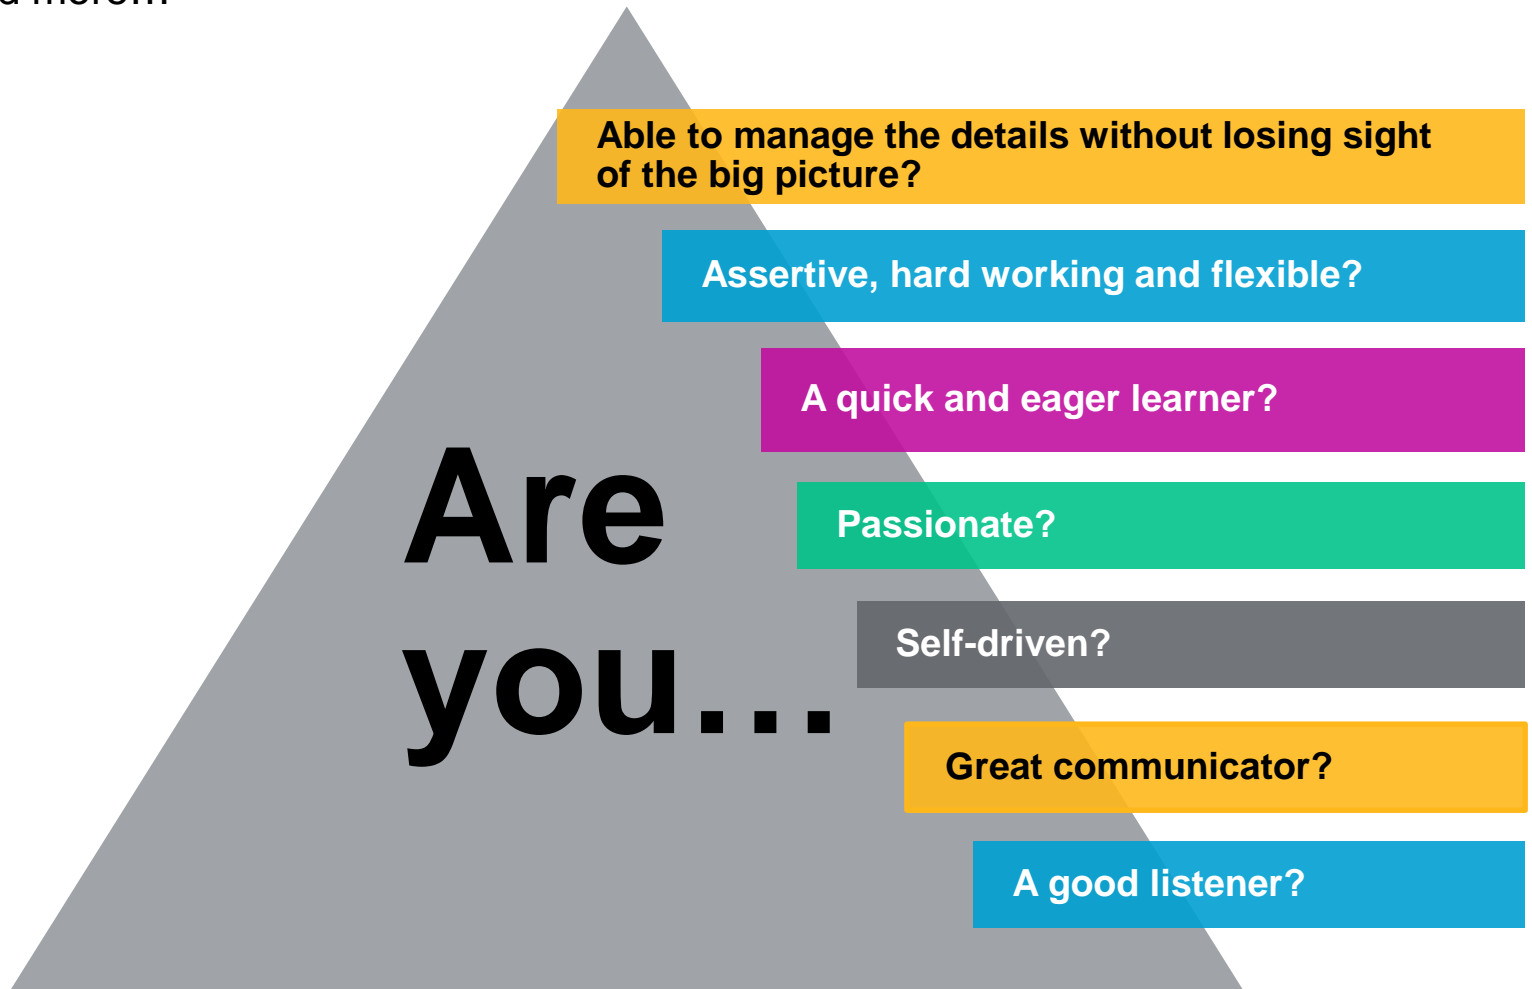 more...
Able to manage the details without losing sight
of the big picture?
Assertive, hard working and flexible?
A quick and eager learner?
Are
you...
Passionate?
Self-driven?
Great communicator?
A good listener?